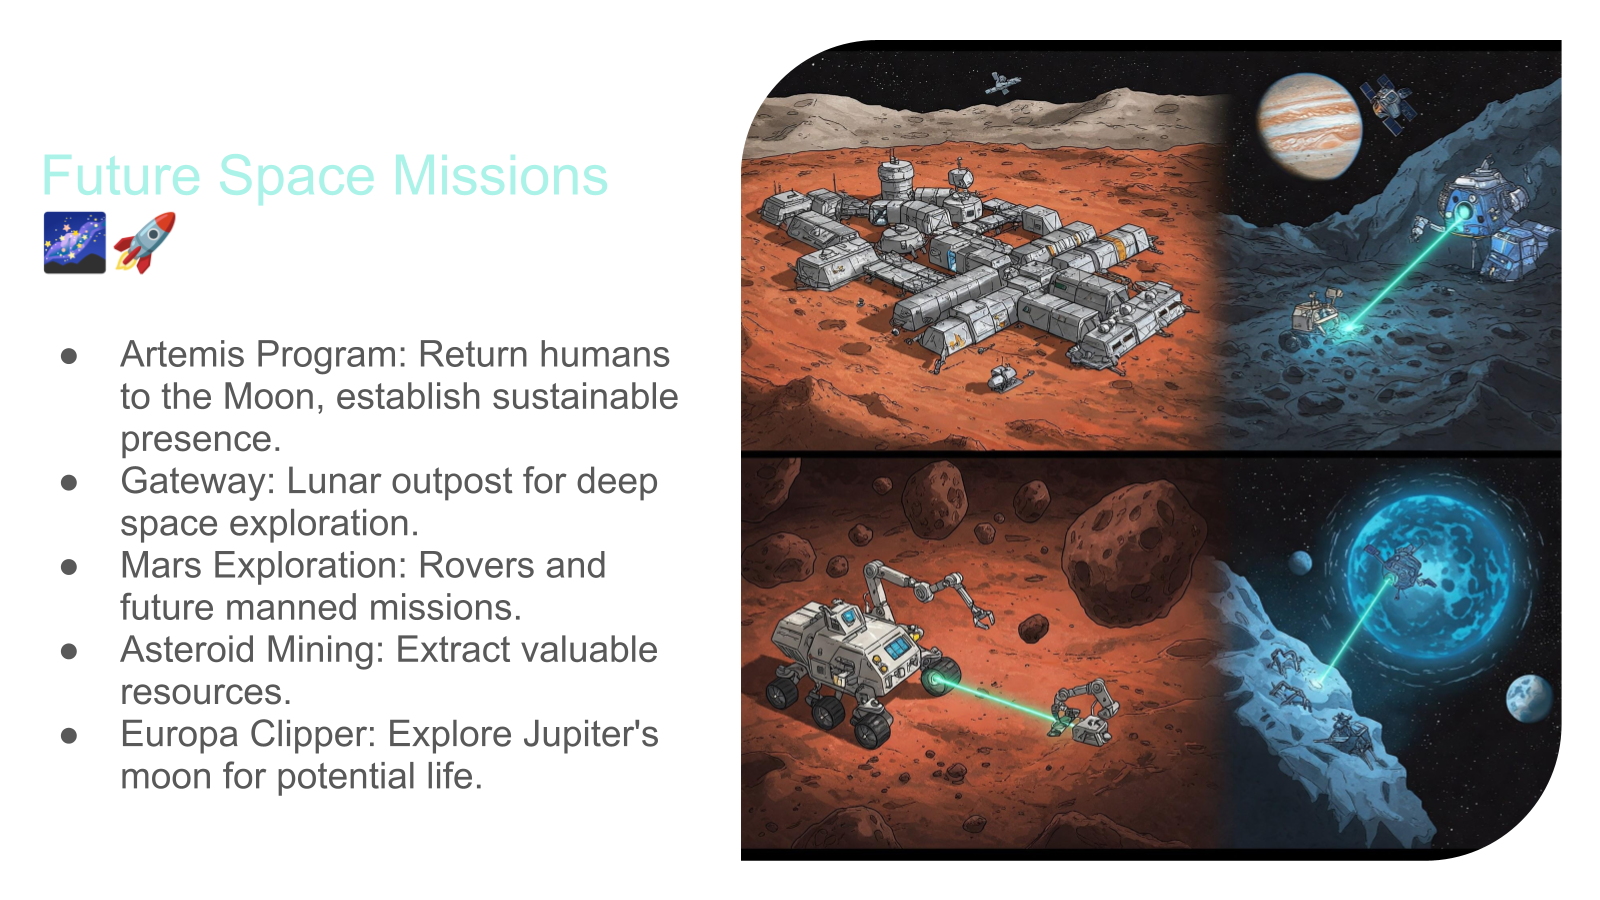 Future Space Missions
🌌🚀
● Artemis Program: Return humans
to the Moon, establish sustainable
presence.
● Gateway: Lunar outpost for deep
space exploration.
● Mars Exploration: Rovers and
future manned missions.
● Asteroid Mining: Extract valuable
resources.
● Europa Clipper: Explore Jupiter's
moon for potential life.